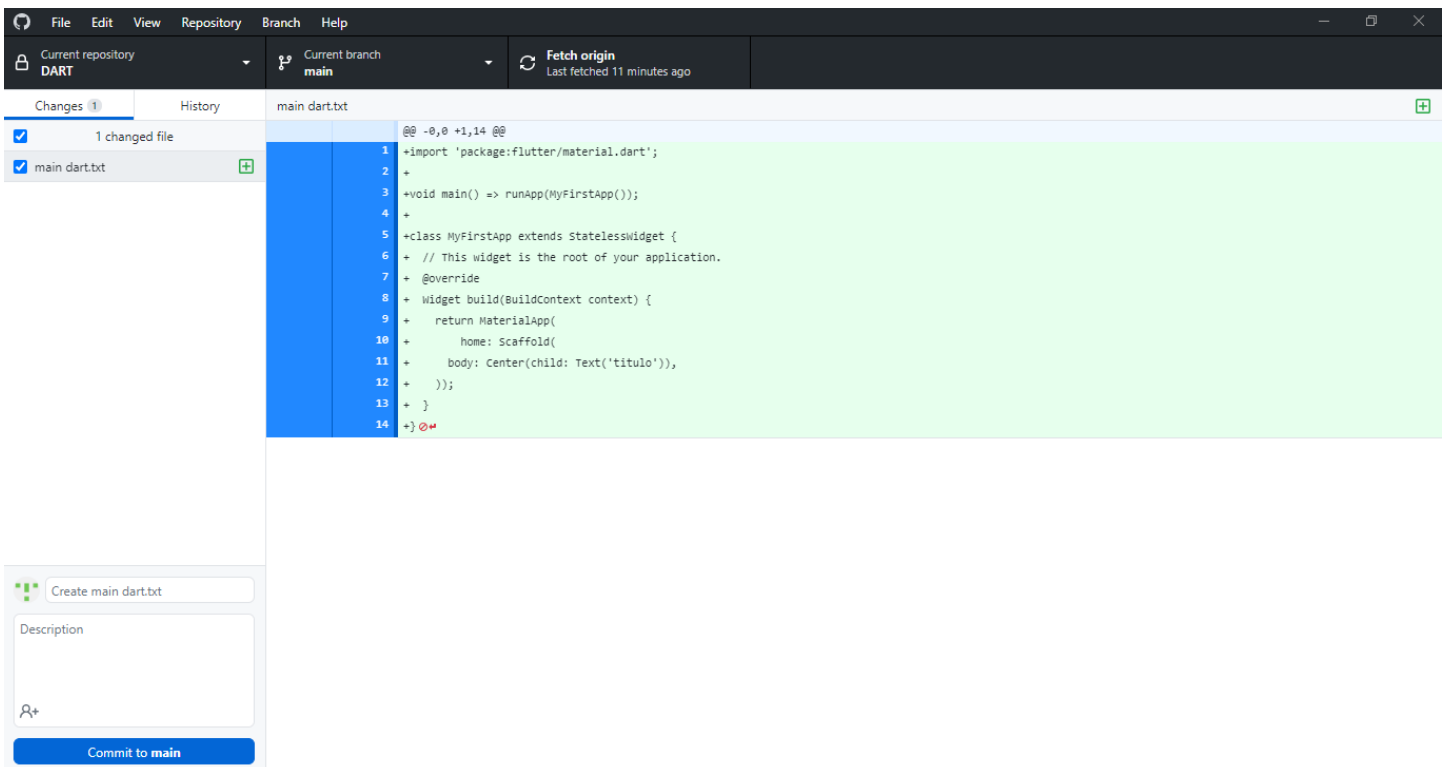 File Edit View Repository Branch Help
Current repository
DART
Current branch
main
Fetch origin
Last fetched 11 minutes ago
Changes 1 History
main dart.txt
1 changed file
main dart.txt
@@ -0,0 +1,14 @@
1 +import 'package:flutter/material.dart';
2 +
3 +void main() => runApp(MyFirstApp());
4 +
5 +class MyFirstApp extends StatelessWidget {
6 + // This widget is the root of your application.
7 + @override
8 + Widget build(BuildContext context) {
9 + return MaterialApp(
10 + home: Scaffold(
11 + body: Center(child: Text('titulo')),
12 + ));
13 + }
14 +}
Create main dart.txt
Description
Commit to main